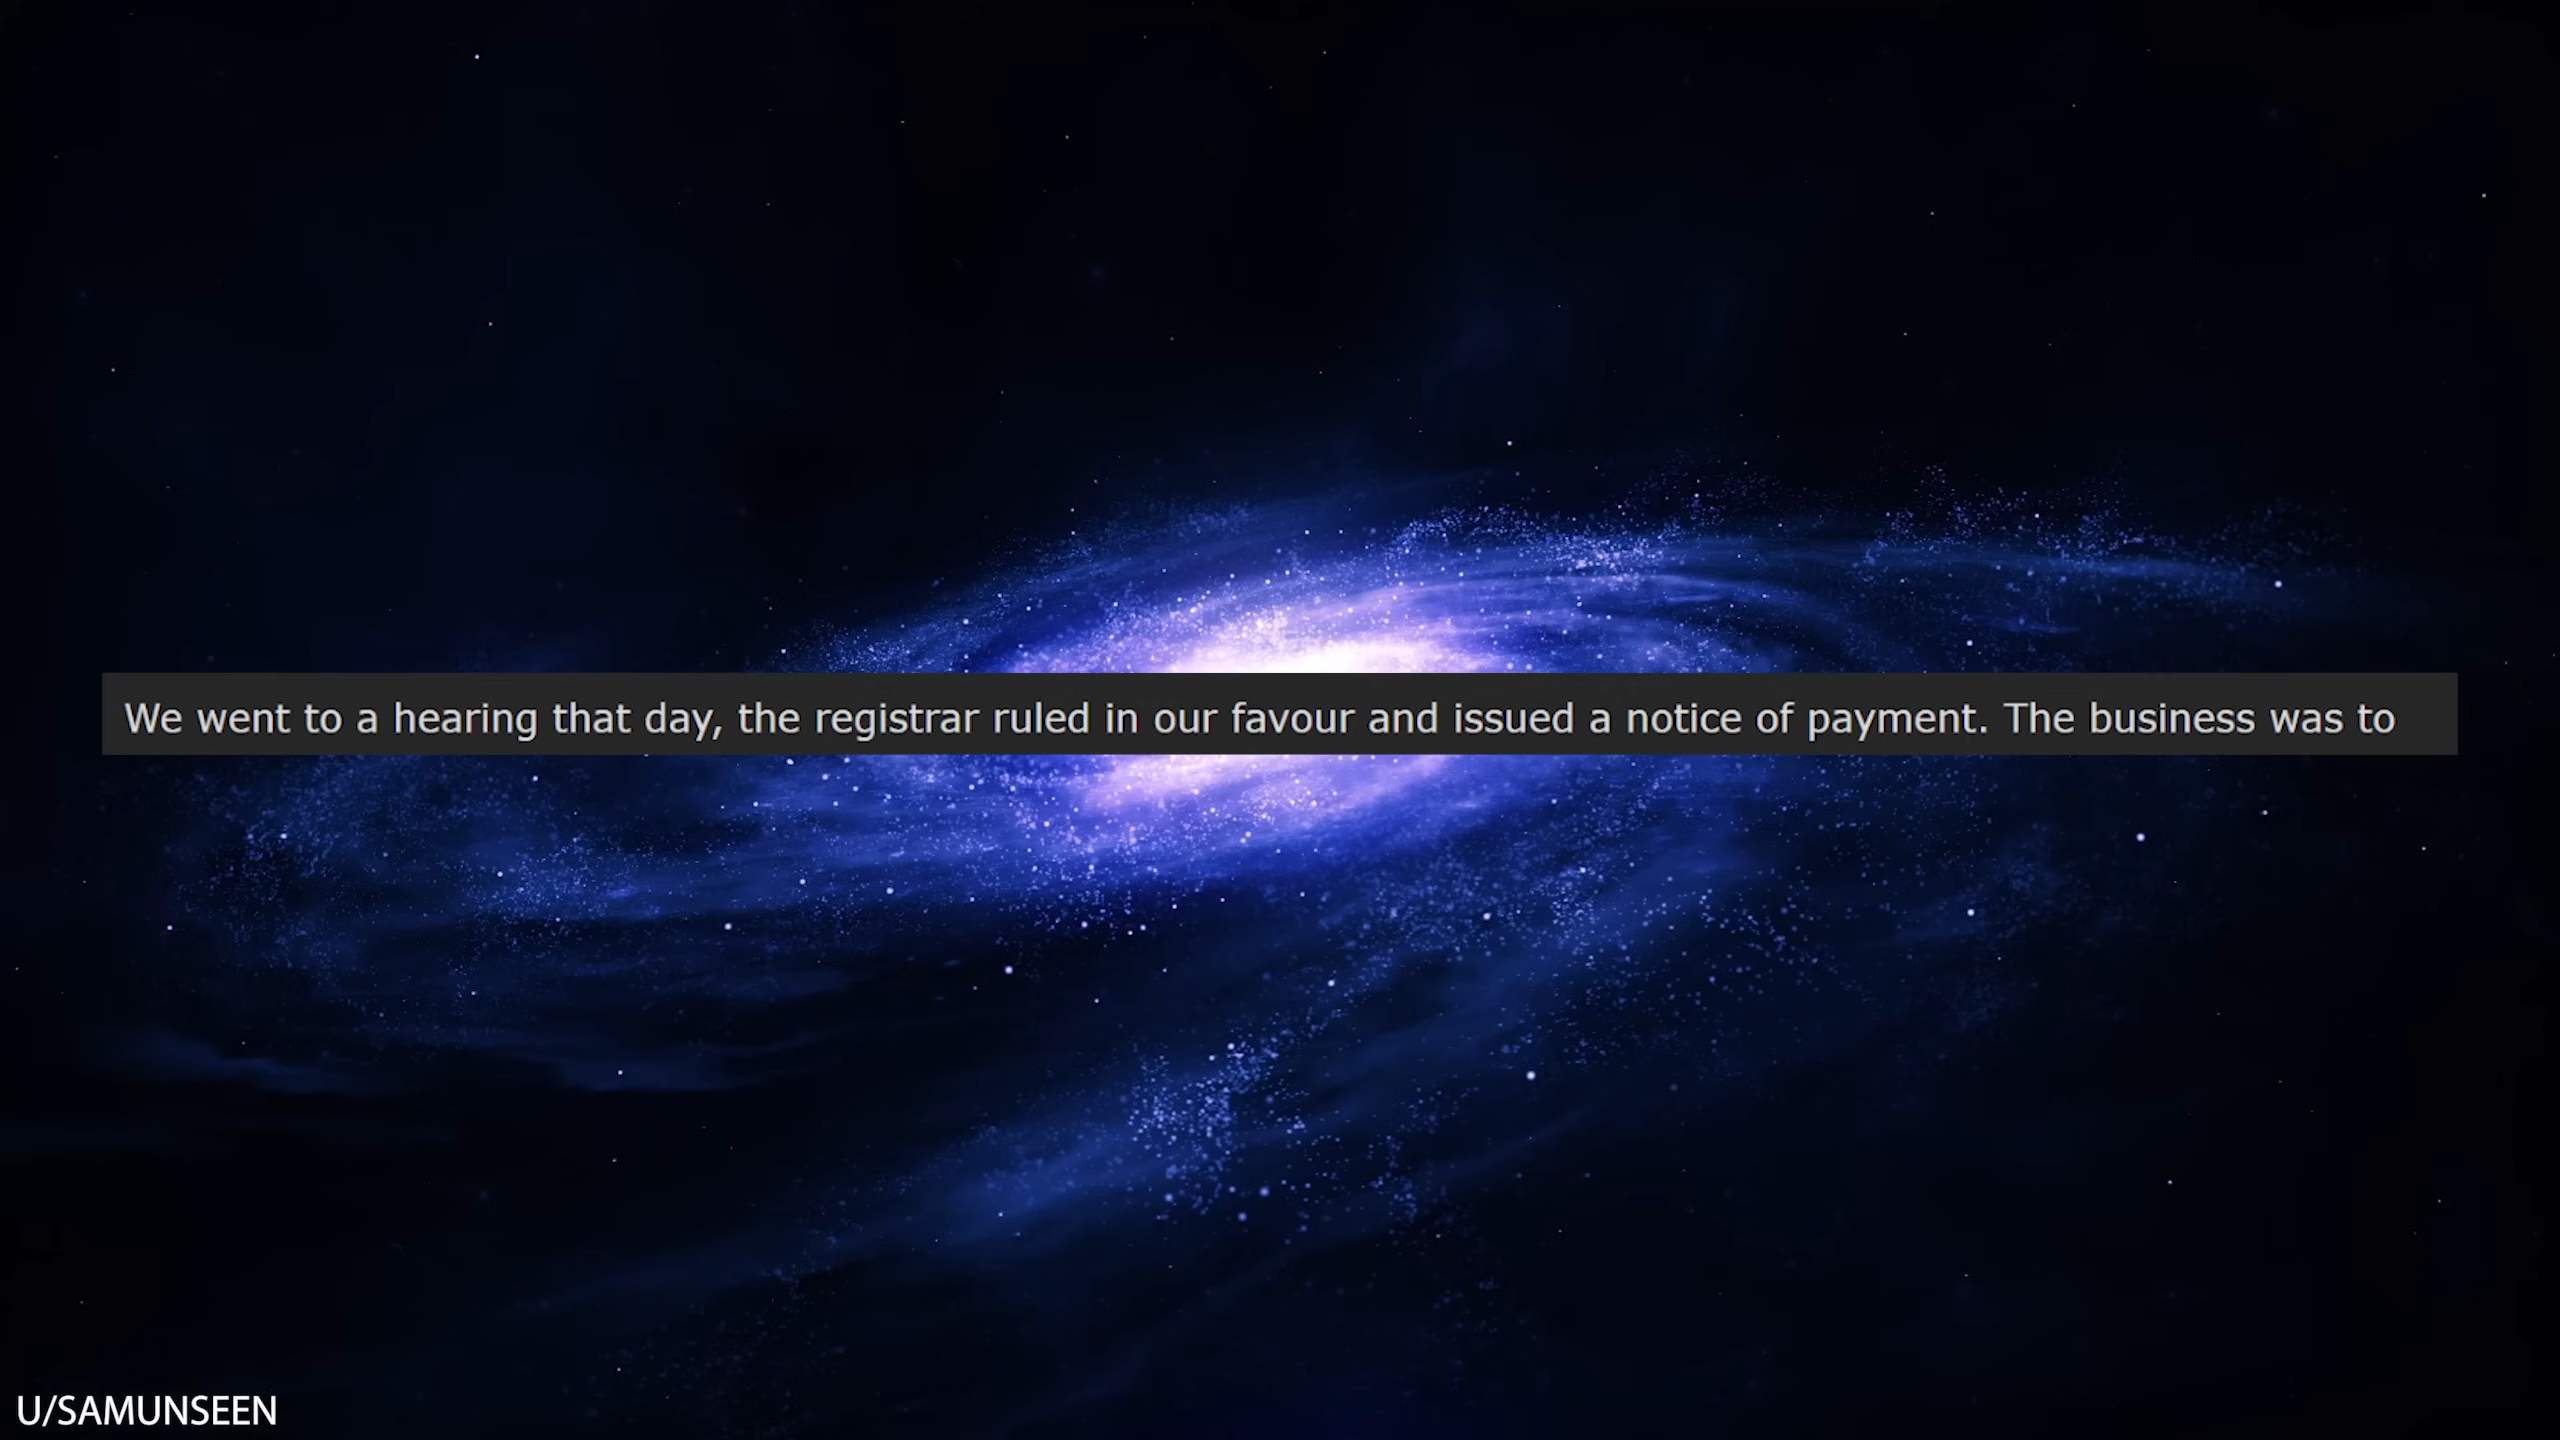 We went to a hearing that day, the registrar ruled in our favour and issued a notice of payment. The business was to
U/SAMUNSEEN